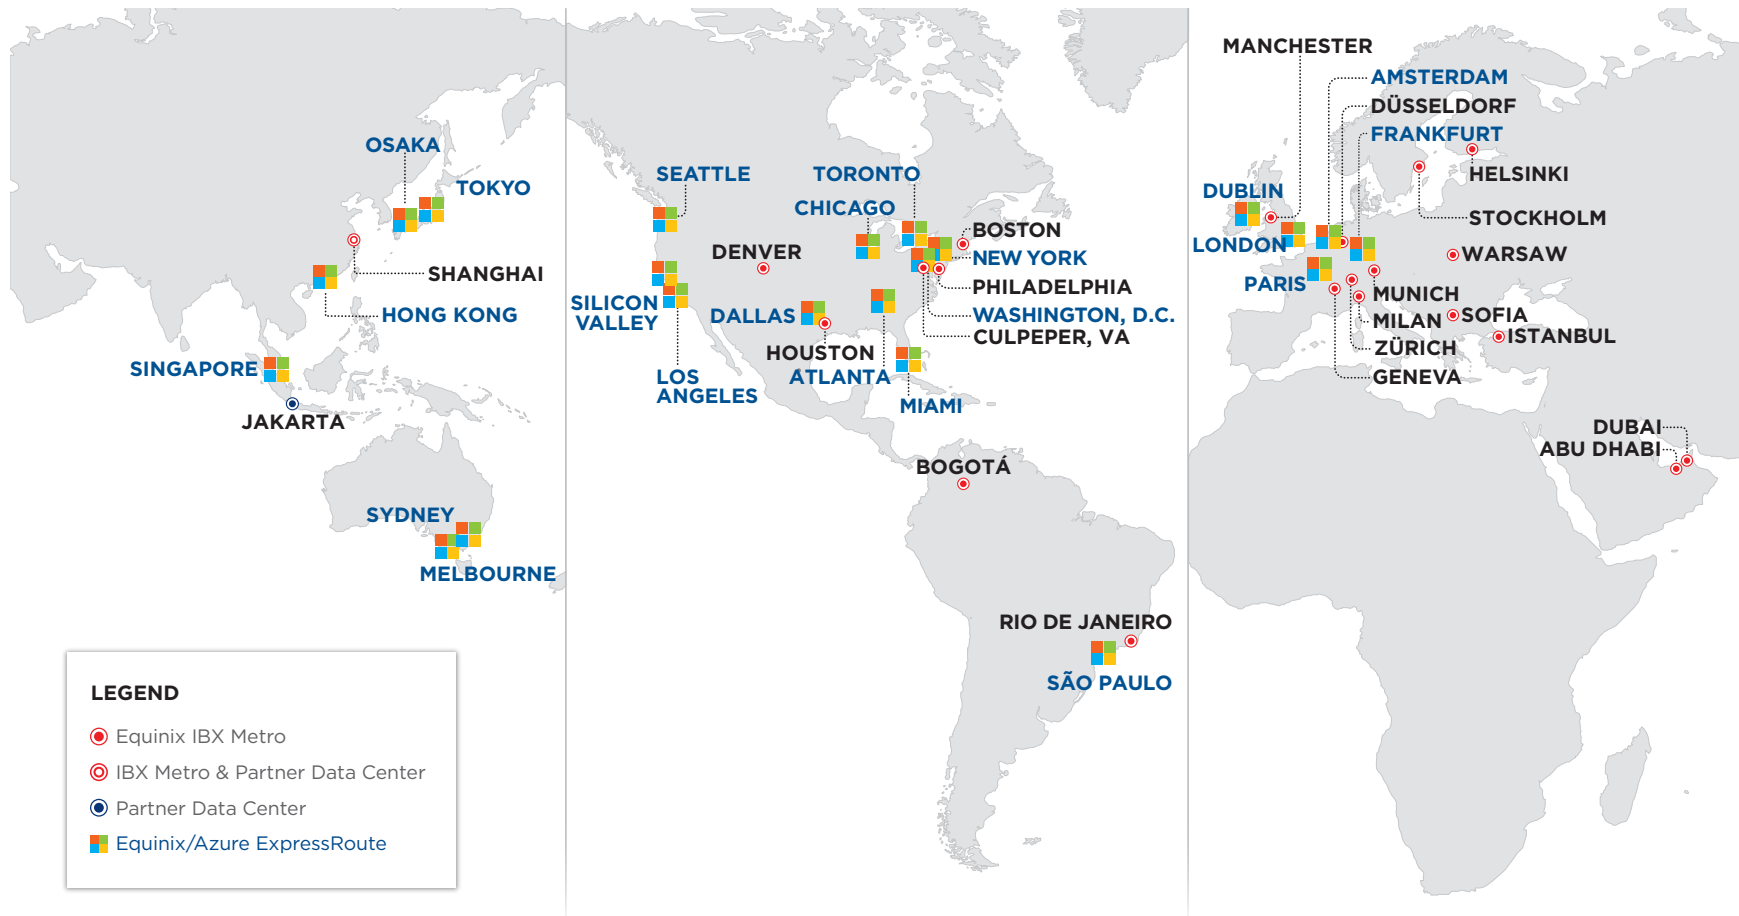 OSAKA
TOKYO
SHANGHAI
HONG KONG
SINGAPORE
JAKARTA
SYDNEY
MELBOURNE
LEGEND
Equinix IBX Metro
IBX Metro & Partner Data Center
Partner Data Center
Equinix/Azure ExpressRoute
SEATTLE
TORONTO
CHICAGO
BOSTON
DENVER
NEW YORK
PHILADELPHIA
SILICON
VALLEY
DALLAS
WASHINGTON, D.C.
CULPEPER, VA
HOUSTON
LOS
ANGELES
ATLANTA
MIAMI
BOGOTÁ
RIO DE JANEIRO
SÃO PAULO
MANCHESTER
AMSTERDAM
DÜSSELDORF
FRANKFURT
HELSINKI
DUBLIN
STOCKHOLM
LONDON
WARSAW
PARIS
MUNICH
SOFIA
MILAN
ISTANBUL
ZÜRICH
GENEVA
DUBAI
ABU DHABI